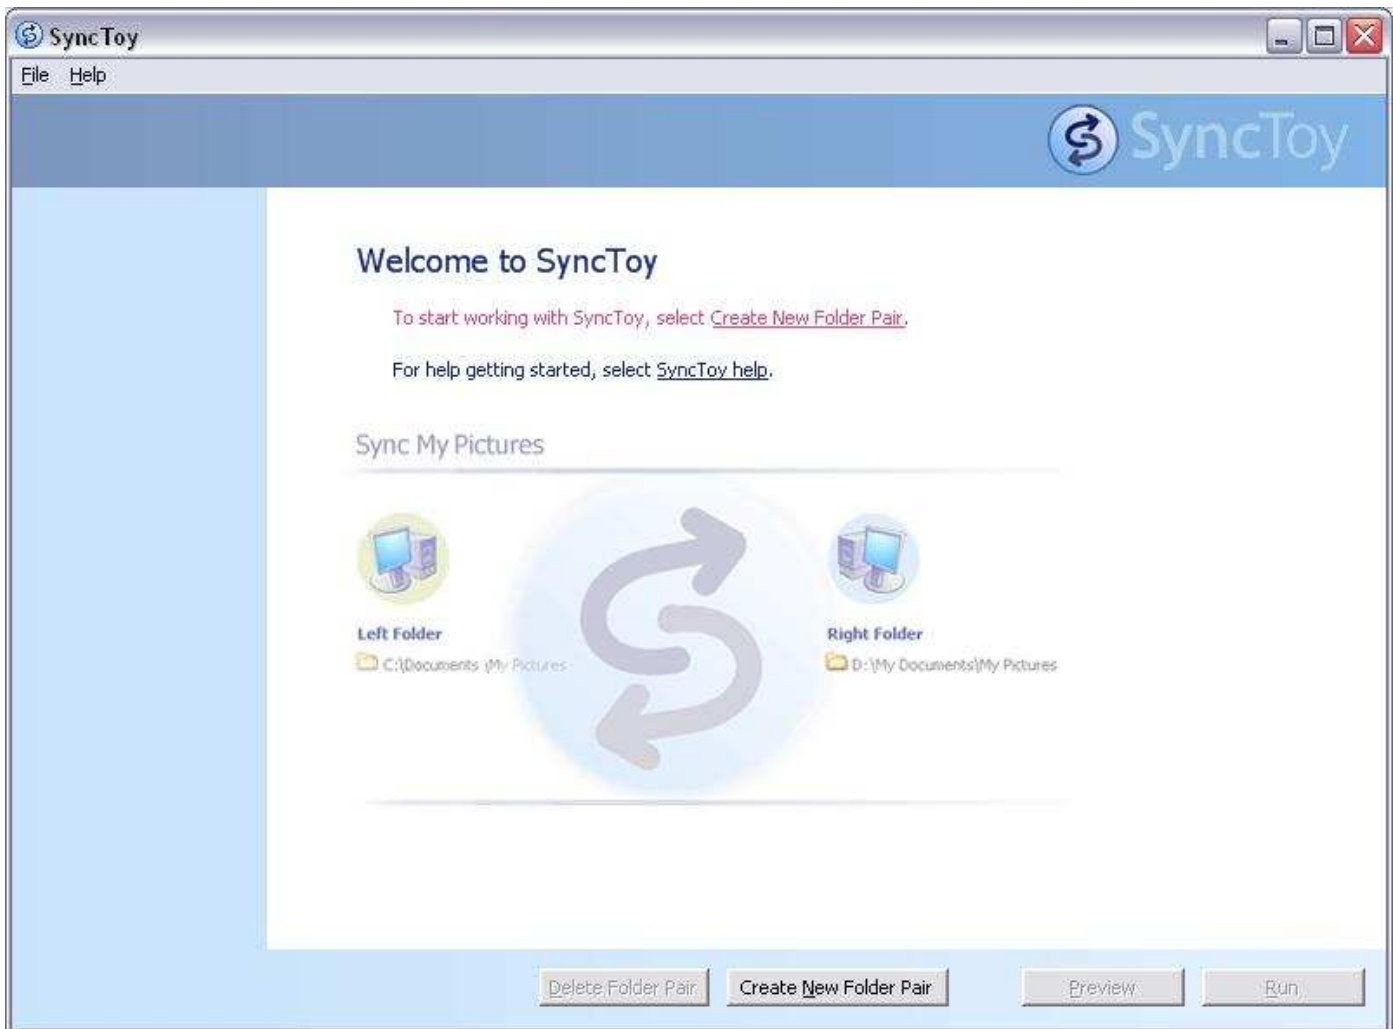 SyncToy
File Help
SyncToy
Welcome to SyncToy
To start working with SyncToy, select Create New Folder Pair.
For help getting started, select SyncToy help.
Sync My Pictures
Left Folder
C:\Documents \My Pictures
Right Folder
D:\My Documents\My Pictures
Delete Folder Pair
Create New Folder Pair
Preview
Run